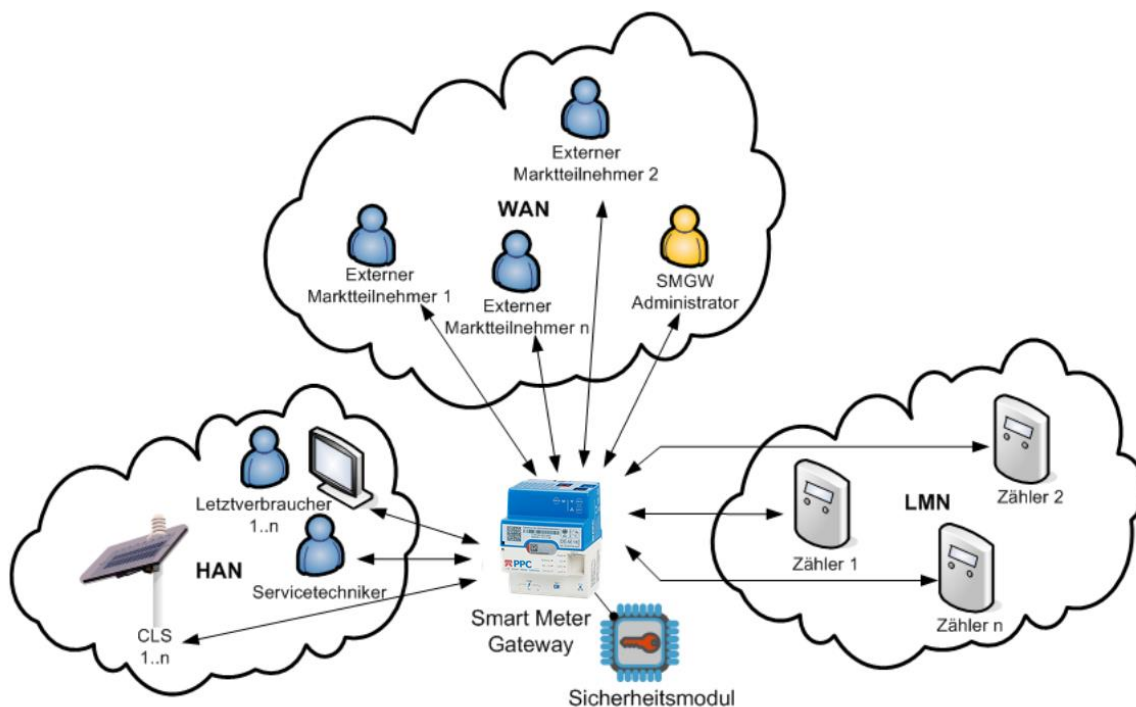 Externer
Marktteilnehmer 2
WAN
Externer
Marktteilnehmer 1
Externer
Marktteilnehmer n
SMGW
Administrator
Letztverbraucher
1..n
HAN
Servicetechniker
CLS
1..n
PPC
Smart Meter
Gateway
Sicherheitsmodul
Zähler 2
LMN
Zähler 1
Zähler n